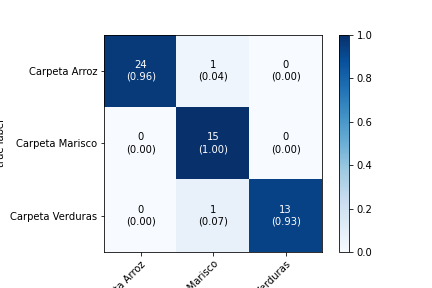 Carpeta Arroz 24 1 0
(0.96) (0.04) (0.00)
Carpeta Marisco 0 15 0
(0.00) (1.00) (0.00)
Carpeta Verduras 0 1 13
(0.00) (0.07) (0.93)
1.0
0.8
0.6
0.4
0.2
0.0
Arroz
Marisco